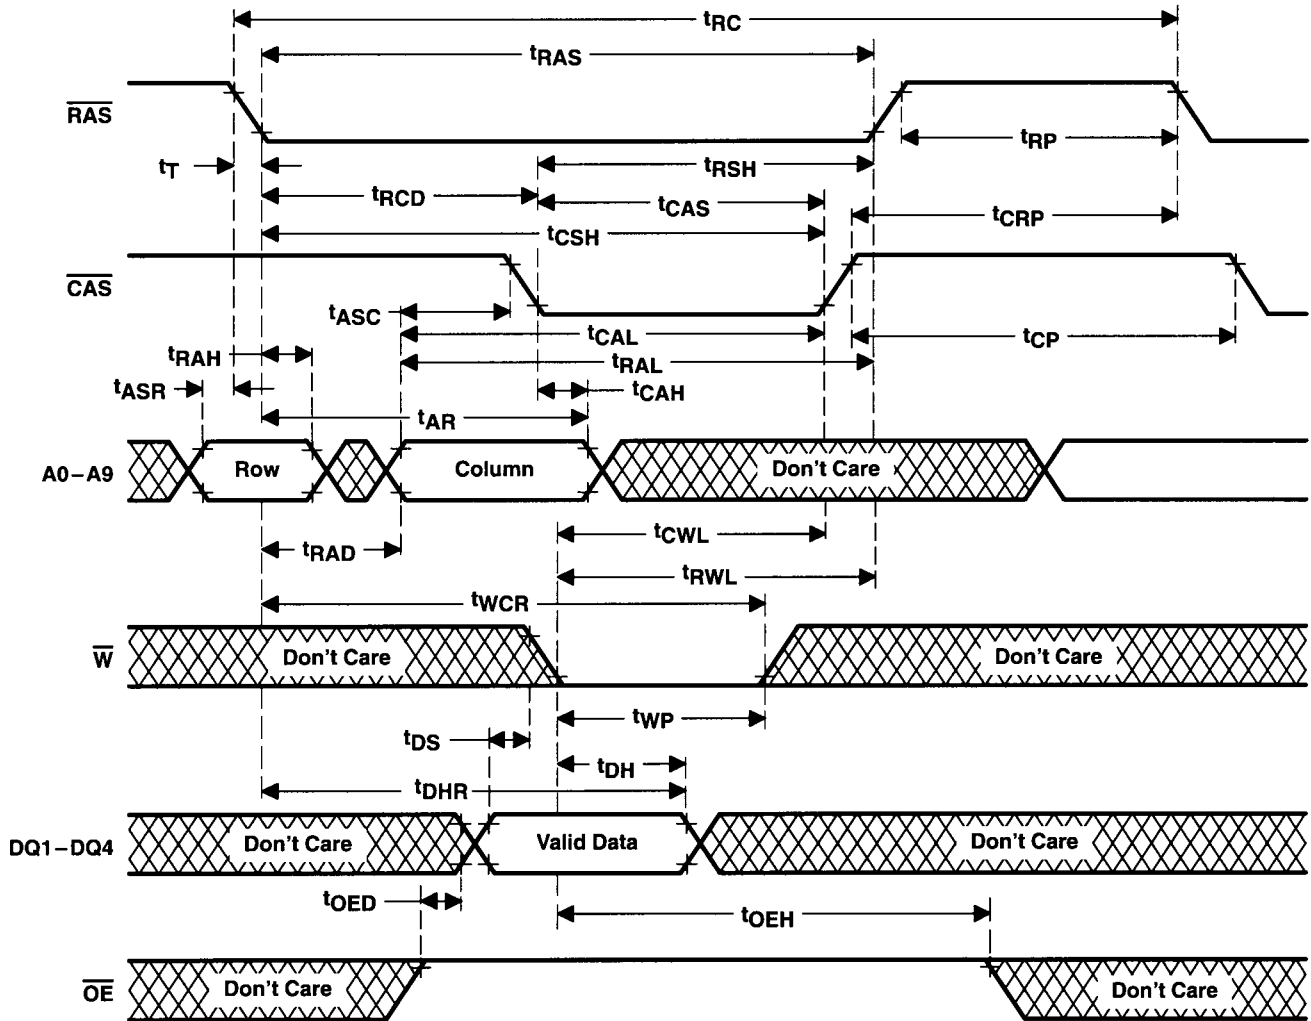 tRC
tRAS
RAS
tRP
tT
tRSH
tRCD
tCAS
tCRP
tCSH
CAS
tASC
tCAL
tCP
tRAH
tRAL
tASR
tCAH
tAR
A0–A9
Row
Column
Don't Care
tCWL
tRAD
tRWL
tWCR
W
Don't Care
Don't Care
tWP
tDS
tDH
tDHR
DQ1–DQ4
Don't Care
Valid Data
Don't Care
tOED
tOEH
OE
Don't Care
Don't Care